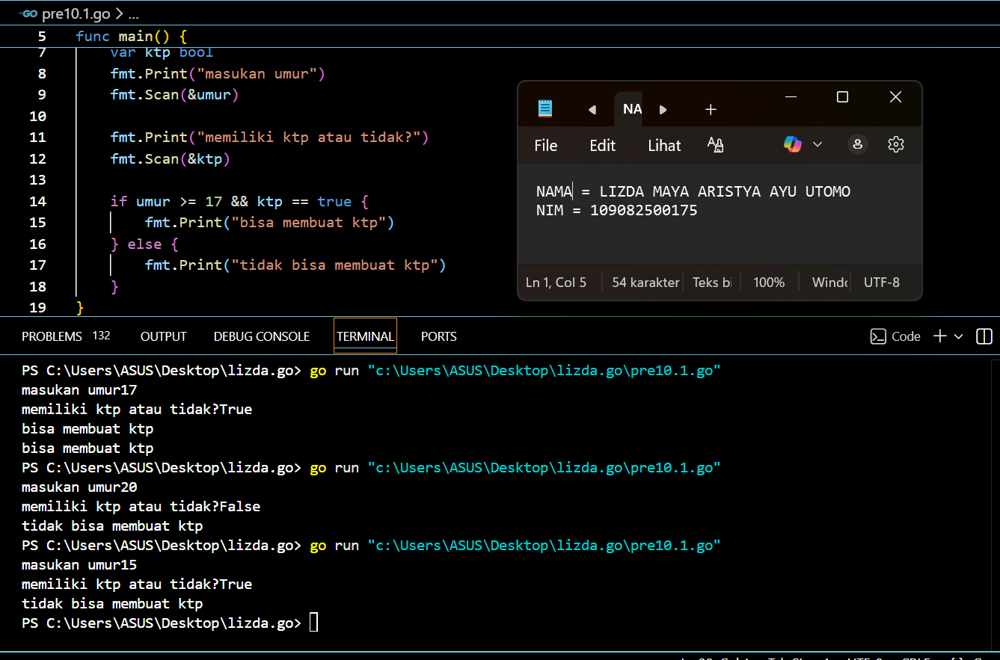 GO pre10.1.go > ...
5 func main() {
7 var ktp bool
8 fmt.Print("masukan umur")
9 fmt.Scan(&umur)
10
11 fmt.Print("memiliki ktp atau tidak?")
12 fmt.Scan(&ktp)
13
14 if umur >= 17 && ktp == true {
15 fmt.Print("bisa membuat ktp")
16 } else {
17 fmt.Print("tidak bisa membuat ktp")
18 }
19 }
NA
File Edit Lihat
NAMA = LIZDA MAYA ARISTYA AYU UTOMO
NIM = 109082500175
Ln 1, Col 5 54 karakter Teks bi 100% Windo UTF-8
PROBLEMS 132 OUTPUT DEBUG CONSOLE TERMINAL PORTS Code
PS C:\Users\ASUS\Desktop\lizda.go> go run "c:\Users\ASUS\Desktop\lizda.go\pre10.1.go"
masukan umur17
memiliki ktp atau tidak?True
bisa membuat ktp
bisa membuat ktp
PS C:\Users\ASUS\Desktop\lizda.go> go run "c:\Users\ASUS\Desktop\lizda.go\pre10.1.go"
masukan umur20
memiliki ktp atau tidak?False
tidak bisa membuat ktp
PS C:\Users\ASUS\Desktop\lizda.go> go run "c:\Users\ASUS\Desktop\lizda.go\pre10.1.go"
masukan umur15
memiliki ktp atau tidak?True
tidak bisa membuat ktp
PS C:\Users\ASUS\Desktop\lizda.go>